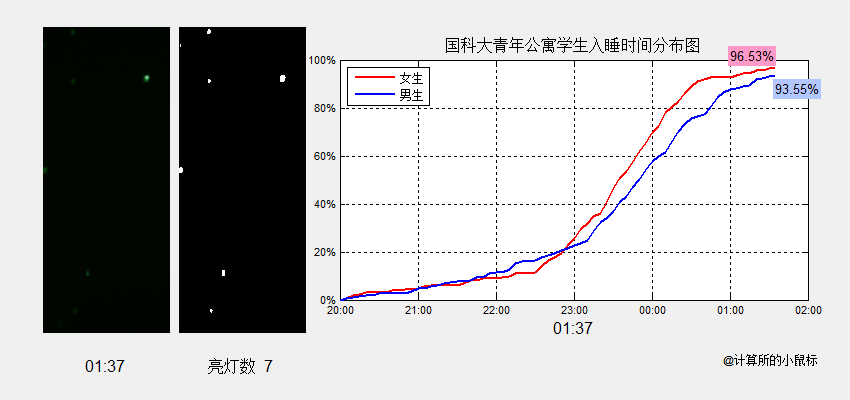 国科大青年公寓学生入睡时间分布图
96.53%
93.55%
女生
男生
100%
80%
60%
40%
20%
0%
20:00 21:00 22:00 23:00 00:00 01:00 02:00
01:37
01:37
亮灯数 7
@计算所的小鼠标